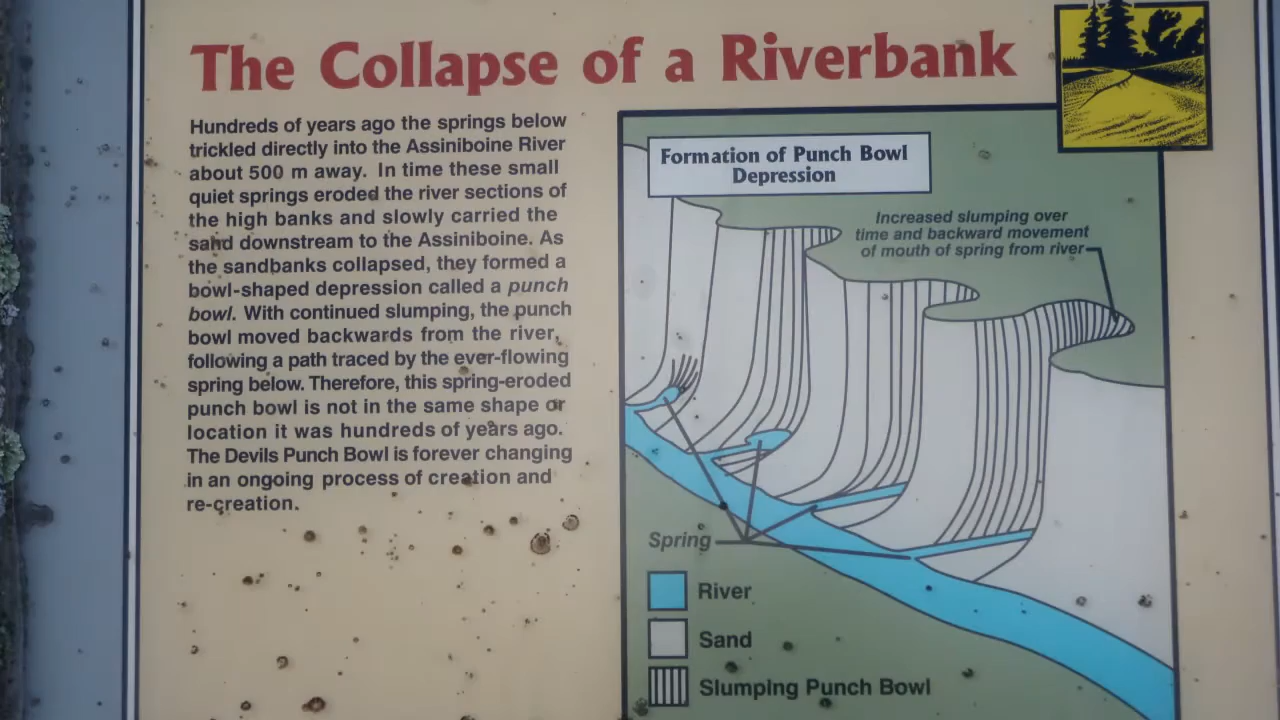 The Collapse of a Riverbank
Hundreds of years ago the springs below
trickled directly into the Assiniboine River
about 500 m away. In time these small
quiet springs eroded the river sections of
the high banks and slowly carried the
sand downstream to the Assiniboine. As
the sandbanks collapsed, they formed a
bowl-shaped depression called a punch
bowl. With continued slumping, the punch
bowl moved backwards from the river,
following a path traced by the ever-flowing
spring below. Therefore, this spring-eroded
punch bowl is not in the same shape or
location it was hundreds of years ago.
The Devils Punch Bowl is forever changing
in an ongoing process of creation and
re-creation.
Formation of Punch Bowl
Depression
Increased slumping over
time and backward movement
of mouth of spring from river
Spring
River
Sand
Slumping Punch Bowl